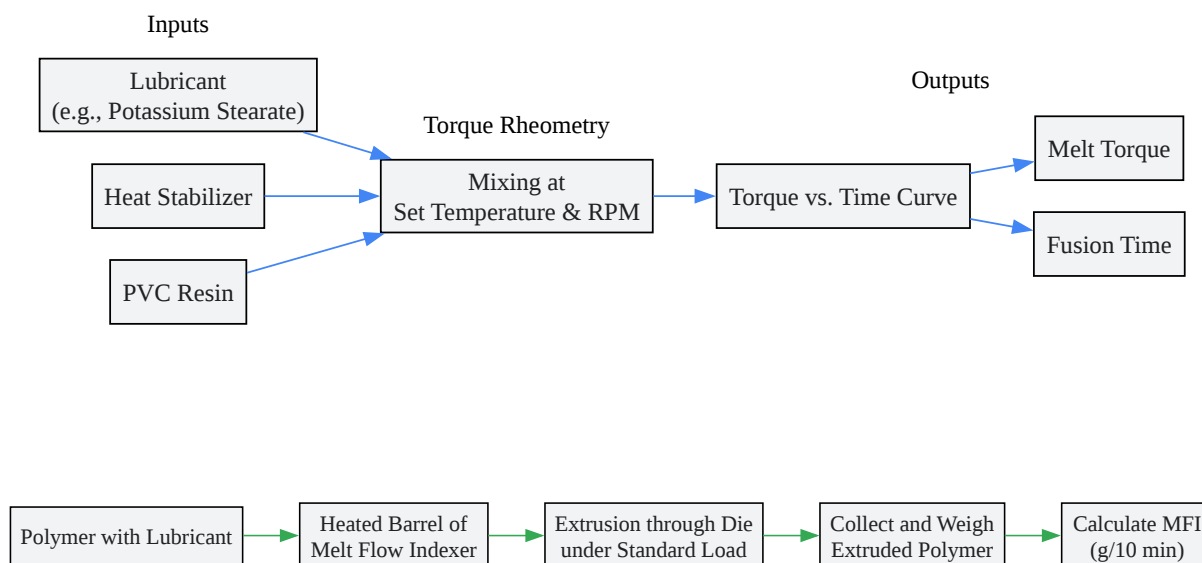 Inputs
Lubricant
(e.g., Potassium Stearate)
Heat Stabilizer
PVC Resin
Torque Rheometry
Mixing at
Set Temperature & RPM
Torque vs. Time Curve
Outputs
Melt Torque
Fusion Time
Polymer with Lubricant
Heated Barrel of
Melt Flow Indexer
Extrusion through Die
under Standard Load
Collect and Weigh
Extruded Polymer
Calculate MFI
(g/10 min)